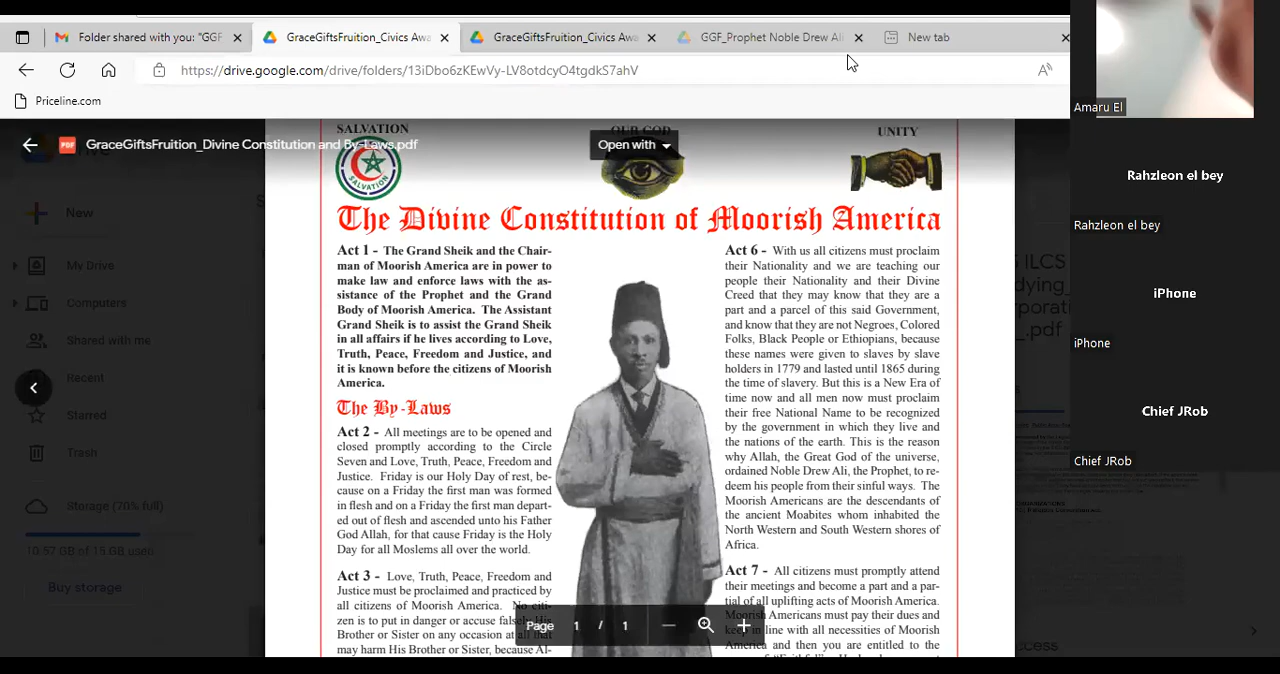 Folder shared with you: "GGF
GraceGiftsFruition_Civics Awa
GraceGiftsFruition_Civics Awa
GGF_Prophet Noble Drew Ali
New tab
https://drive.google.com/drive/folders/13iDbo6zKEwVy-LV8otdcyO4tgdkS7ahV
Priceline.com
GraceGiftsFruition_Divine Constitution and By-Laws.pdf
Open with
New
My Drive
Computers
Shared with me
Recent
Starred
Trash
Storage (70% full)
10.57 GB of 15 GB used
Buy storage
SALVATION
OUR GOD
UNITY
SALVATION
The Divine Constitution of Moorish America
Act 1 - The Grand Sheik and the Chair-
man of Moorish America are in power to
make law and enforce laws with the as-
sistance of the Prophet and the Grand
Body of Moorish America. The Assistant
Grand Sheik is to assist the Grand Sheik
in all affairs if he lives according to Love,
Truth, Peace, Freedom and Justice, and
it is known before the citizens of Moorish
America.
The By-Laws
Act 2 - All meetings are to be opened and
closed promptly according to the Circle
Seven and Love, Truth, Peace, Freedom and
Justice. Friday is our Holy Day of rest, be-
cause on a Friday the first man was formed
in flesh and on a Friday the first man depart-
ed out of flesh and ascended unto his Father
God Allah, for that cause Friday is the Holy
Day for all Moslems all over the world.
Act 3 - Love, Truth, Peace, Freedom and
Justice must be proclaimed and practiced by
all citizens of Moorish America. No citi-
zen is to put in danger or accuse falsely His
Brother or Sister on any occasion at all that
may harm His Brother or Sister, because Al-
Act 6 - With us all citizens must proclaim
their Nationality and we are teaching our
people their Nationality and their Divine
Creed that they may know that they are a
part and a parcel of this said Government,
and know that they are not Negroes, Colored
Folks, Black People or Ethiopians, because
these names were given to slaves by slave
holders in 1779 and lasted until 1865 during
the time of slavery. But this is a New Era of
time now and all men now must proclaim
their free National Name to be recognized
by the government in which they live and
the nations of the earth. This is the reason
why Allah, the Great God of the universe,
ordained Noble Drew Ali, the Prophet, to re-
deem his people from their sinful ways. The
Moorish Americans are the descendants of
the ancient Moabites whom inhabited the
North Western and South Western shores of
Africa.
Act 7 - All citizens must promptly attend
their meetings and become a part and a par-
tial of all uplifting acts of Moorish America.
Moorish Americans must pay their dues and
keep in line with all necessities of Moorish
America and then you are entitled to the
Page 1 / 1
Amaru El
Rahzleon el bey
Rahzleon el bey
iPhone
iPhone
Chief JRob
Chief JRob